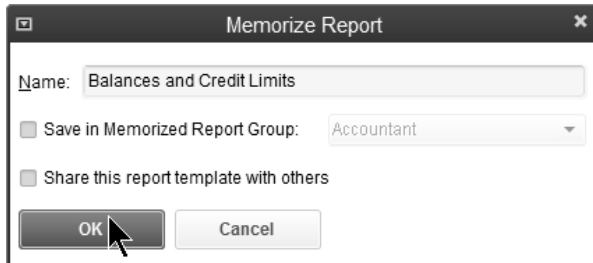 Memorize Report
Name: Balances and Credit Limits
Save in Memorized Report Group: Accountant
Share this report template with others
OK Cancel